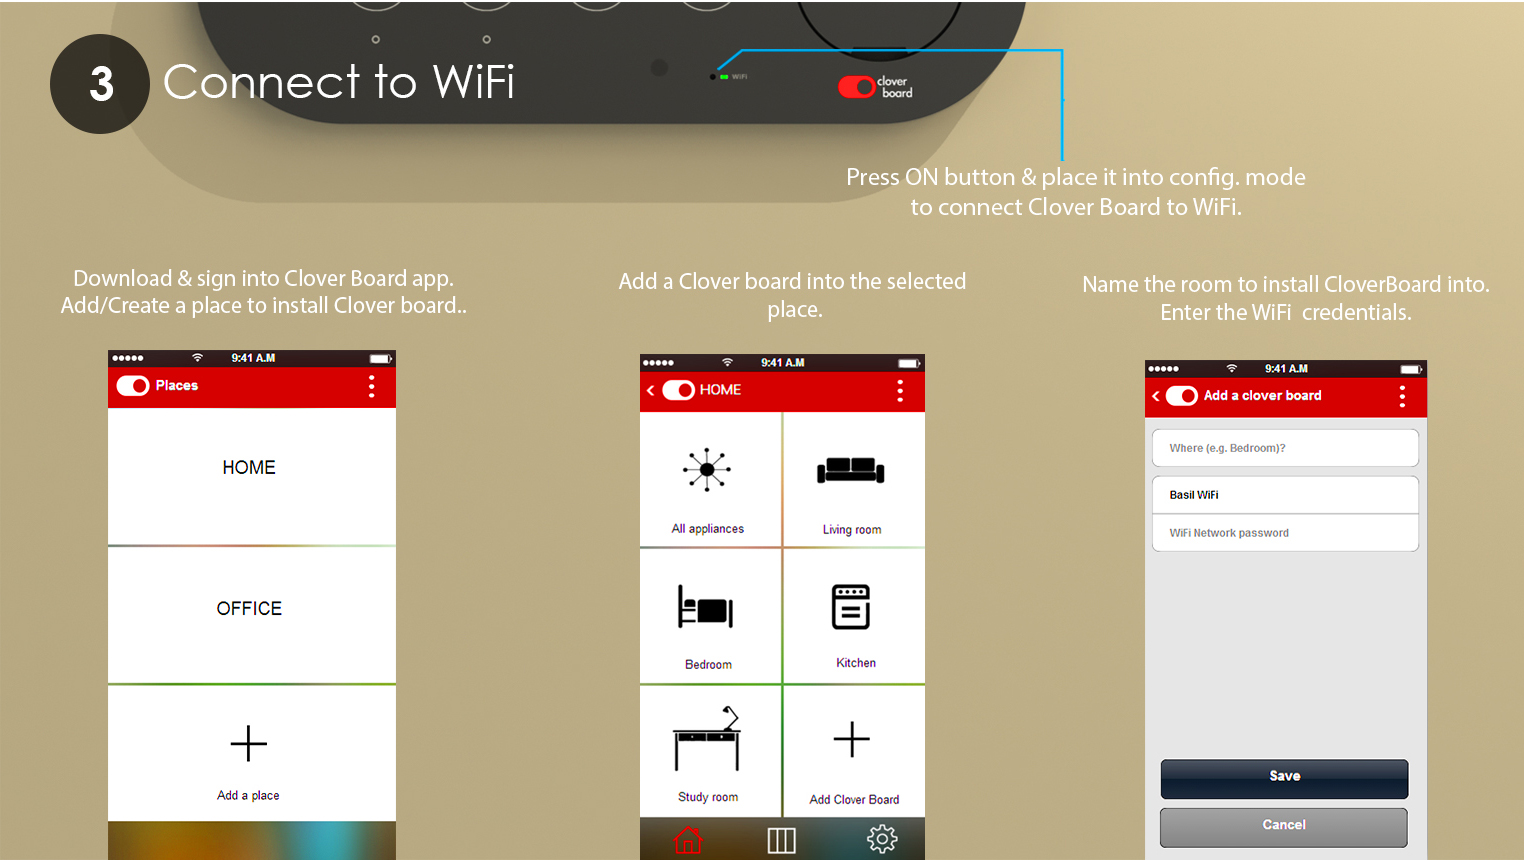 3 Connect to WiFi
WiFi
clover
board
Press ON button & place it into config. mode
to connect Clover Board to WiFi.
Download & sign into Clover Board app.
Add/Create a place to install Clover board..
Add a Clover board into the selected
place.
Name the room to install CloverBoard into.
Enter the WiFi credentials.
9:41 A.M
Places
HOME
OFFICE
Add a place
9:41 A.M
HOME
All appliances
Living room
Bedroom
Kitchen
Study room
Add Clover Board
9:41 A.M
Add a clover board
Where (e.g. Bedroom)?
Basil WiFi
WiFi Network password
Save
Cancel